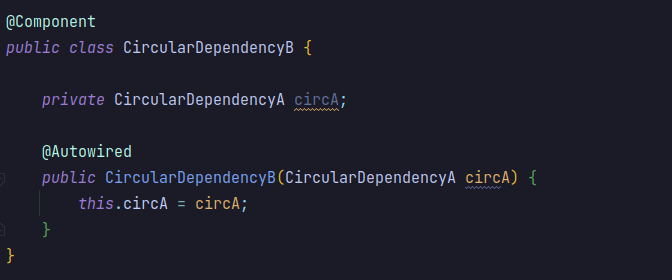 @Component
public class CircularDependencyB {
private CircularDependencyA circA;
@Autowired
public CircularDependencyB(CircularDependencyA circA) {
this.circA = circA;
}
}